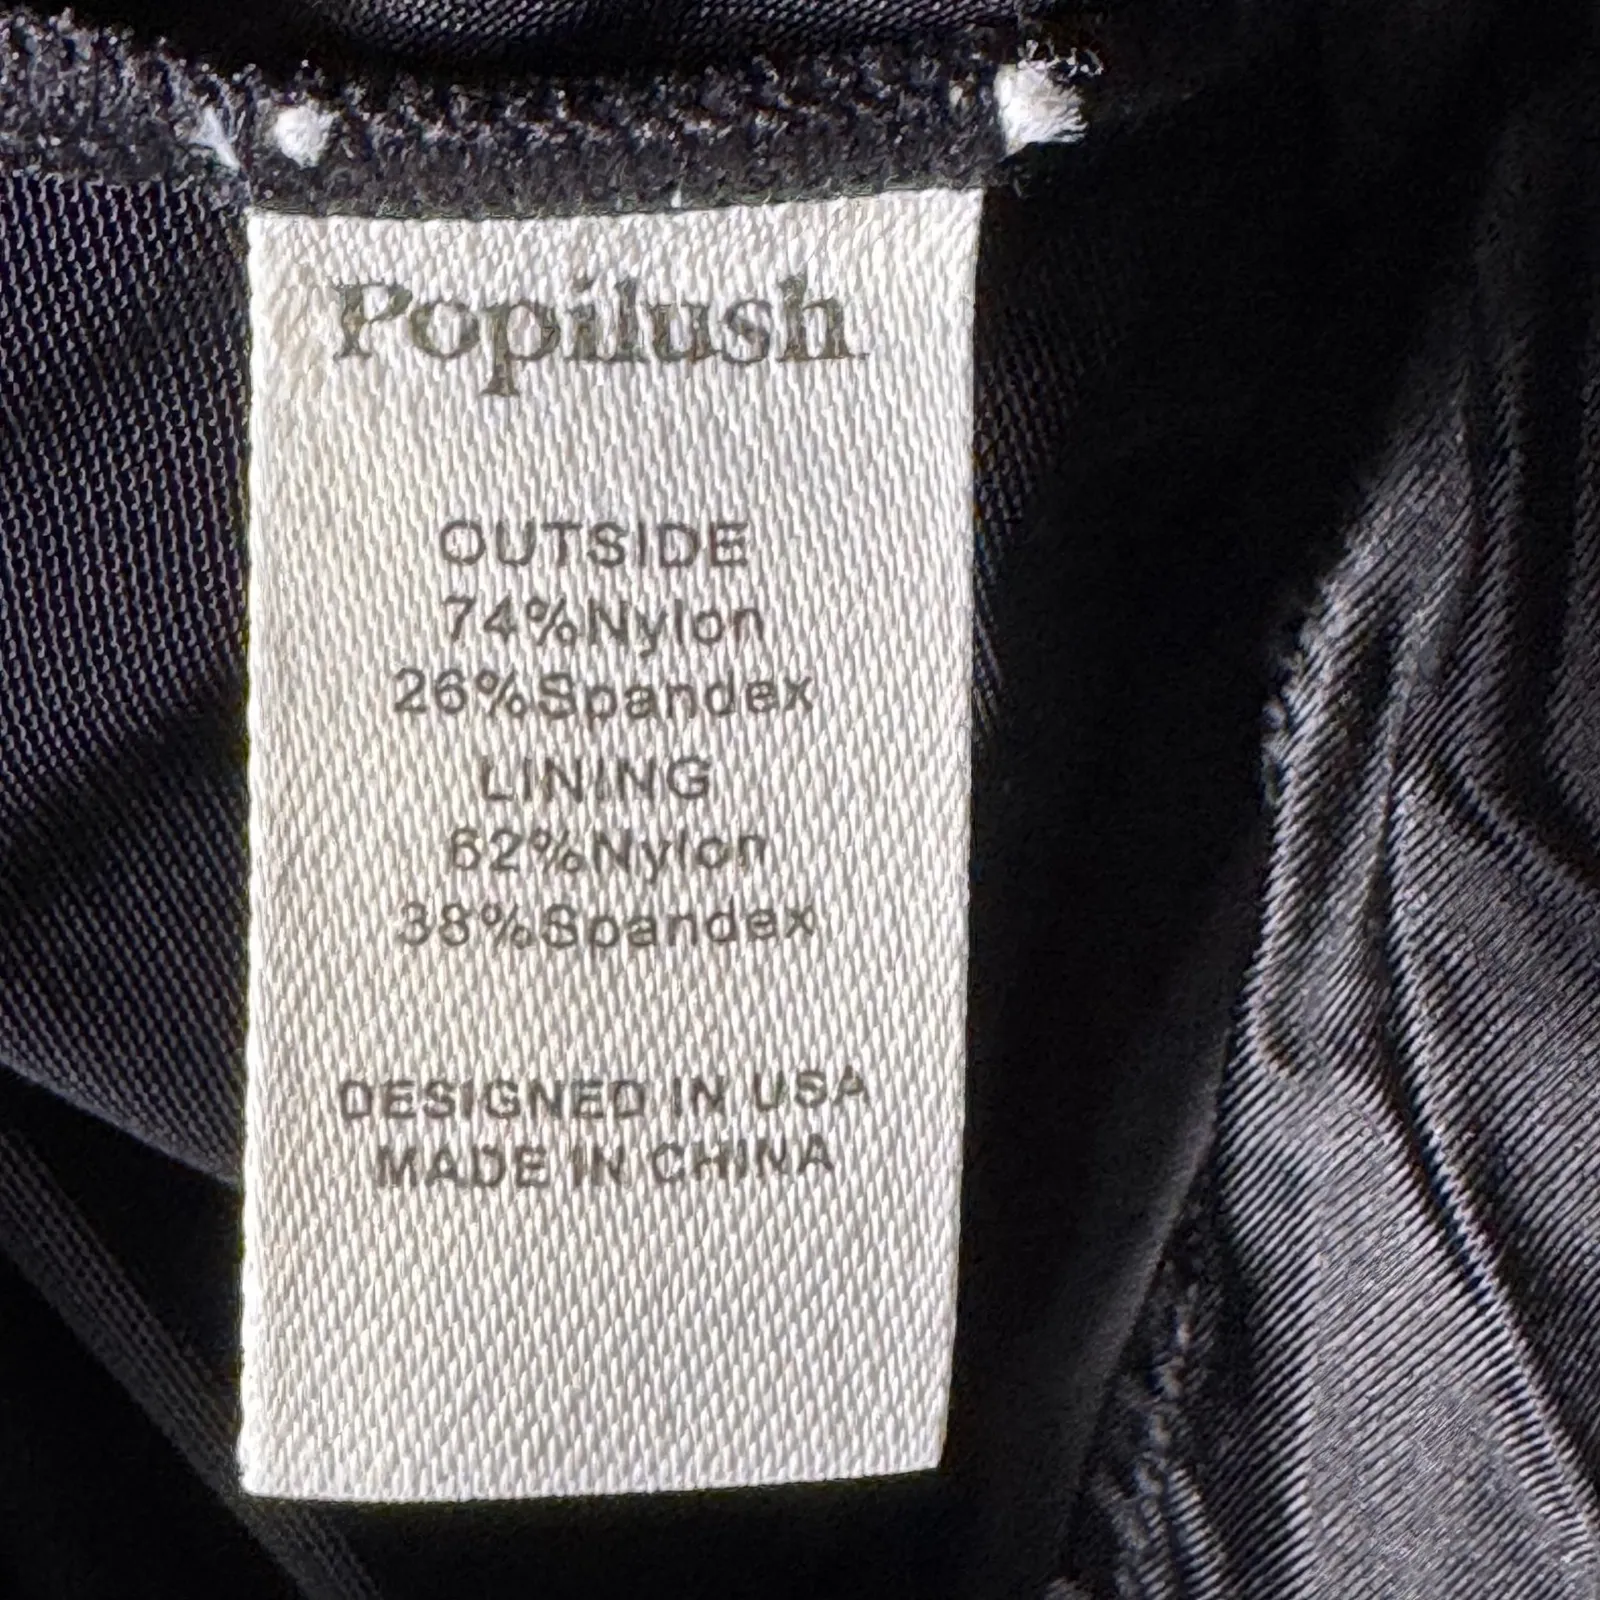 Popilush
OUTSIDE
74%Nylon
26%Spandex
LINING
62%Nylon
38%Spandex
DESIGNED IN USA
MADE IN CHINA